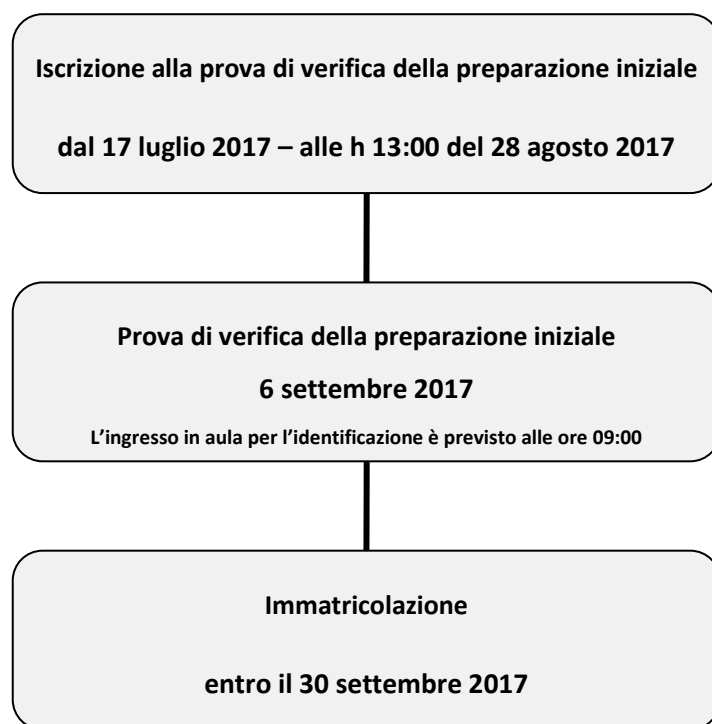 Iscrizione alla prova di verifica della preparazione iniziale
dal 17 luglio 2017 – alle h 13:00 del 28 agosto 2017
Prova di verifica della preparazione iniziale
6 settembre 2017
L’ingresso in aula per l’identificazione è previsto alle ore 09:00
Immatricolazione
entro il 30 settembre 2017